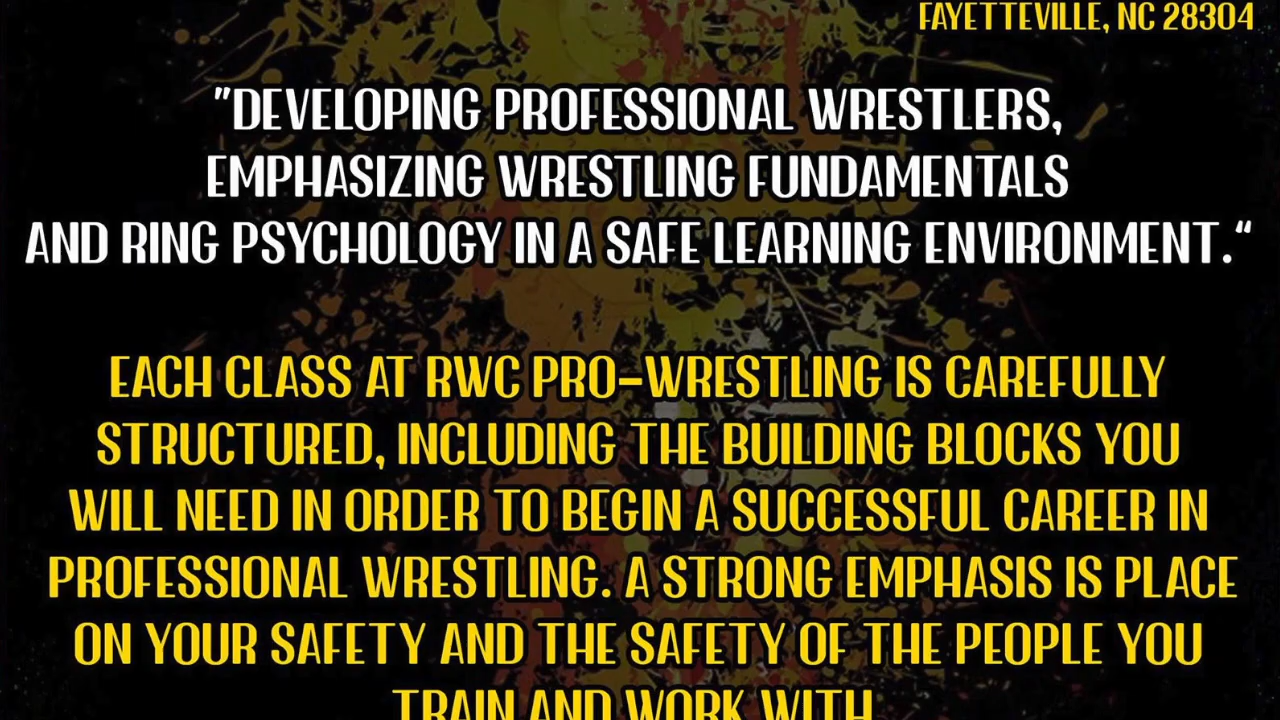 FAYETTEVILLE, NC 28304
"DEVELOPING PROFESSIONAL WRESTLERS,
EMPHASIZING WRESTLING FUNDAMENTALS
AND RING PSYCHOLOGY IN A SAFE LEARNING ENVIRONMENT."
EACH CLASS AT RWC PRO-WRESTLING IS CAREFULLY
STRUCTURED, INCLUDING THE BUILDING BLOCKS YOU
WILL NEED IN ORDER TO BEGIN A SUCCESSFUL CAREER IN
PROFESSIONAL WRESTLING. A STRONG EMPHASIS IS PLACE
ON YOUR SAFETY AND THE SAFETY OF THE PEOPLE YOU
TRAIN AND WORK WITH